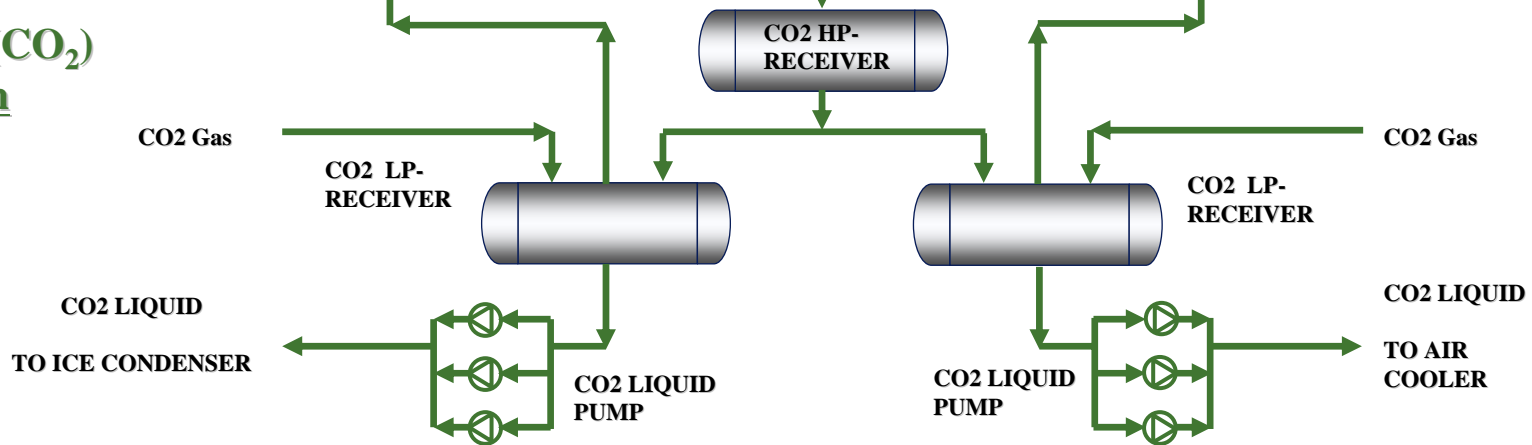 (CO₂)
CO2 HP-
RECEIVER
CO2 Gas
CO2 Gas
CO2 LP-
RECEIVER
CO2 LP-
RECEIVER
CO2 LIQUID
TO ICE CONDENSER
CO2 LIQUID
PUMP
CO2 LIQUID
PUMP
CO2 LIQUID
TO AIR
COOLER